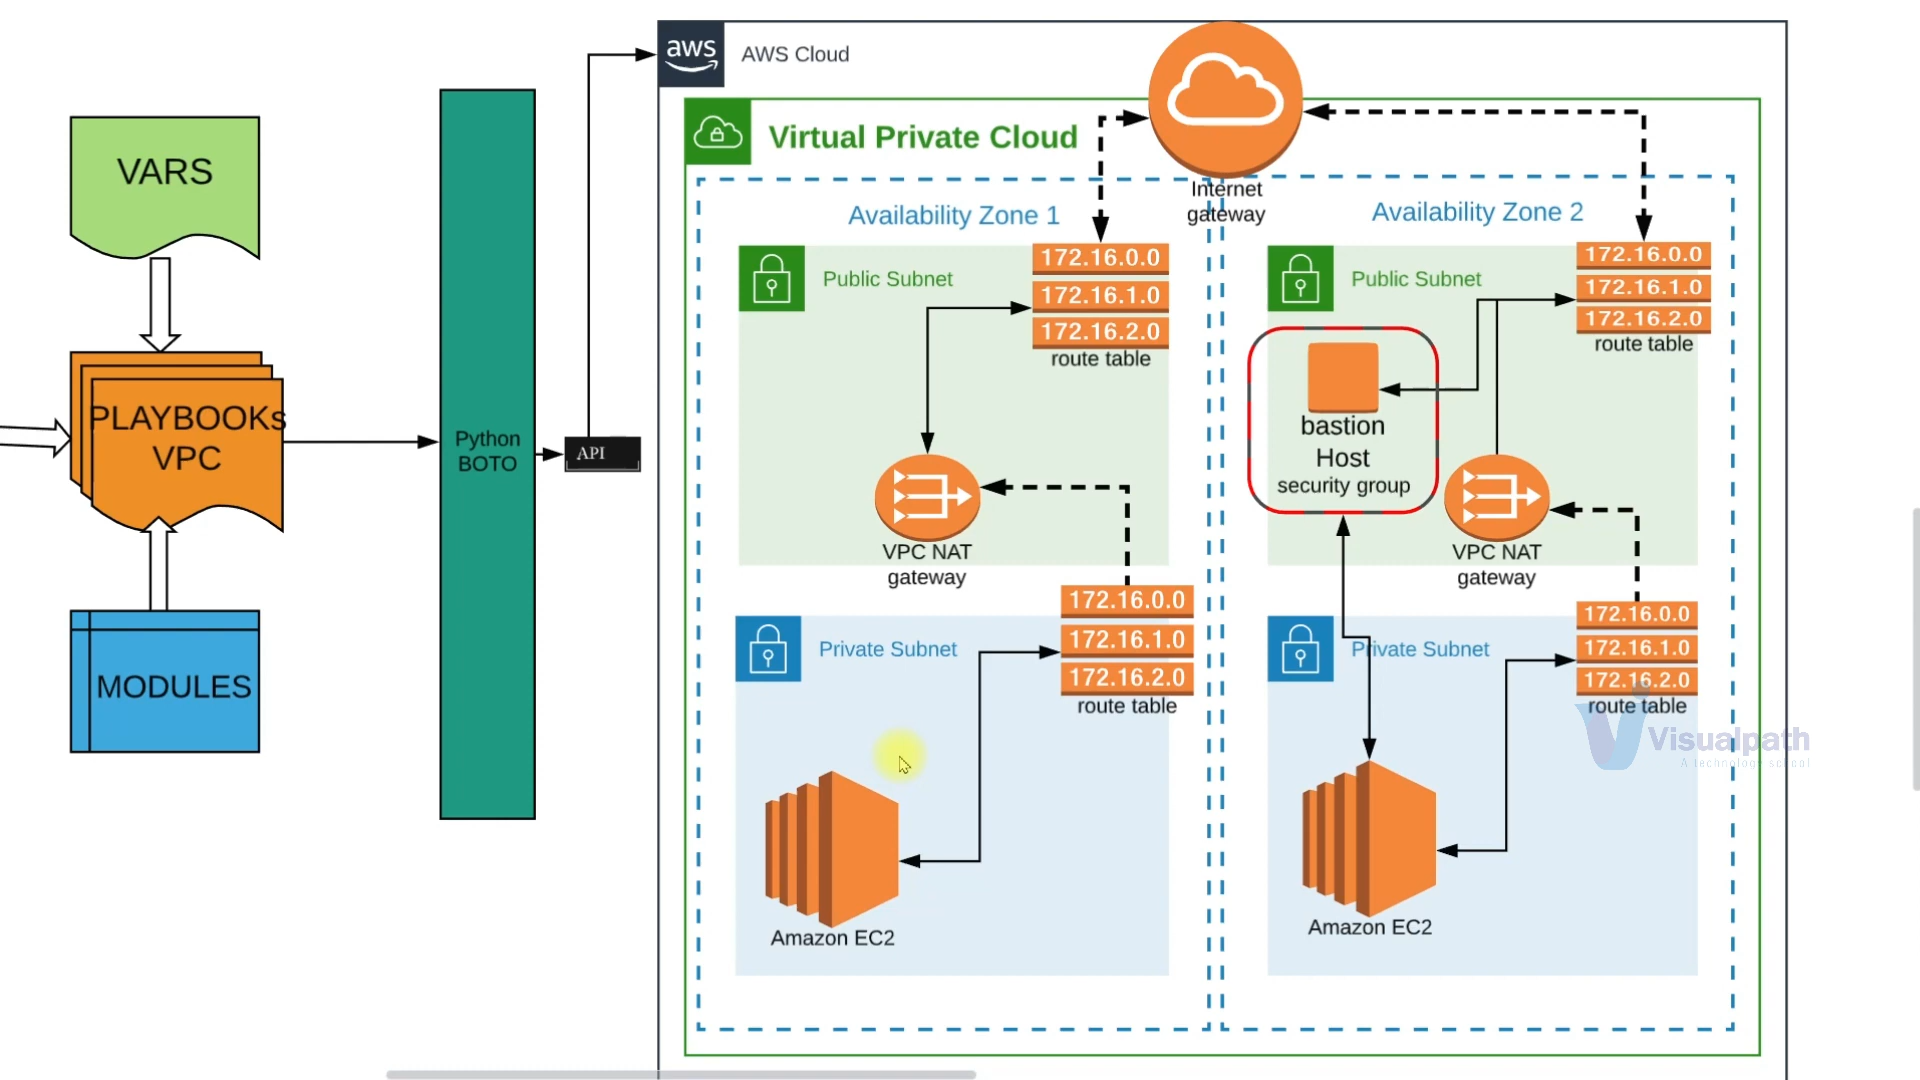 VARS
PLAYBOOKs
VPC
MODULES
Python
BOTO
API
aws
AWS Cloud
Virtual Private Cloud
Internet
gateway
Availability Zone 1
Public Subnet
172.16.0.0
172.16.1.0
172.16.2.0
route table
VPC NAT
gateway
Private Subnet
172.16.0.0
172.16.1.0
172.16.2.0
route table
Amazon EC2
Availability Zone 2
Public Subnet
172.16.0.0
172.16.1.0
172.16.2.0
route table
bastion
Host
security group
VPC NAT
gateway
Private Subnet
172.16.0.0
172.16.1.0
172.16.2.0
route table
Amazon EC2
Visualpath
A technology school